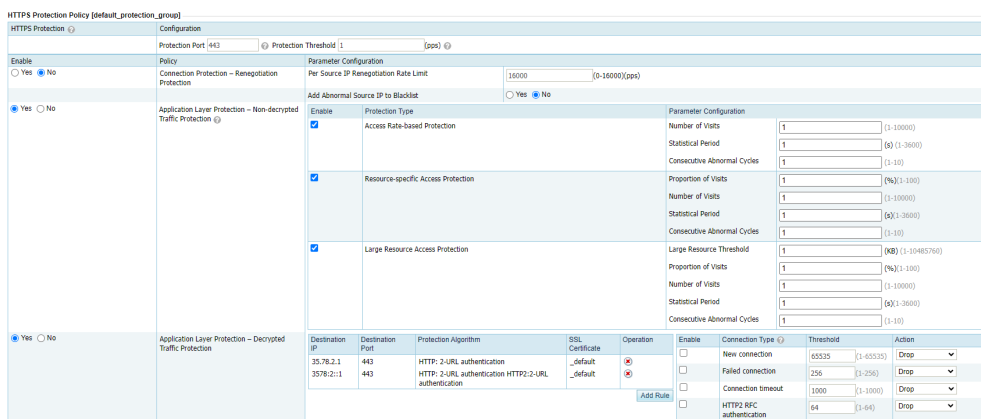 HTTPS Protection Policy [default_protection_group]
HTTPS Protection Configuration
Protection Port 443 Protection Threshold 1 (pps)
Enable Policy Parameter Configuration
Yes No Connection Protection – Renegotiation Per Source IP Renegotiation Rate Limit 16000 (0-16000)(pps)
Protection
Add Abnormal Source IP to Blacklist Yes No
Yes No Application Layer Protection – Non-decrypted Enable Protection Type Parameter Configuration
Traffic Protection
Access Rate-based Protection Number of Visits 1 (1-10000)
Statistical Period 1 (s) (1-3600)
Consecutive Abnormal Cycles 1 (1-10)
Resource-specific Access Protection Proportion of Visits 1 (%)(1-100)
Number of Visits 1 (1-10000)
Statistical Period 1 (s)(1-3600)
Consecutive Abnormal Cycles 1 (1-10)
Large Resource Access Protection Large Resource Threshold 1 (KB) (1-10485760)
Proportion of Visits 1 (%)(1-100)
Number of Visits 1 (1-10000)
Statistical Period 1 (s)(1-3600)
Consecutive Abnormal Cycles 1 (1-10)
Yes No Application Layer Protection – Decrypted
Traffic Protection
Destination IP Destination Port Protection Algorithm SSL Certificate Operation
35.78.2.1 443 HTTP: 2-URL authentication _default
3578:2::1 443 HTTP: 2-URL authentication HTTP2:2-URL _default
authentication
Add Rule
Enable Connection Type Threshold Action
New connection 65535 (1-65535) Drop
Failed connection 256 (1-256) Drop
Connection timeout 1000 (1-1000) Drop
HTTP2 RFC 64 (1-64) Drop
authentication